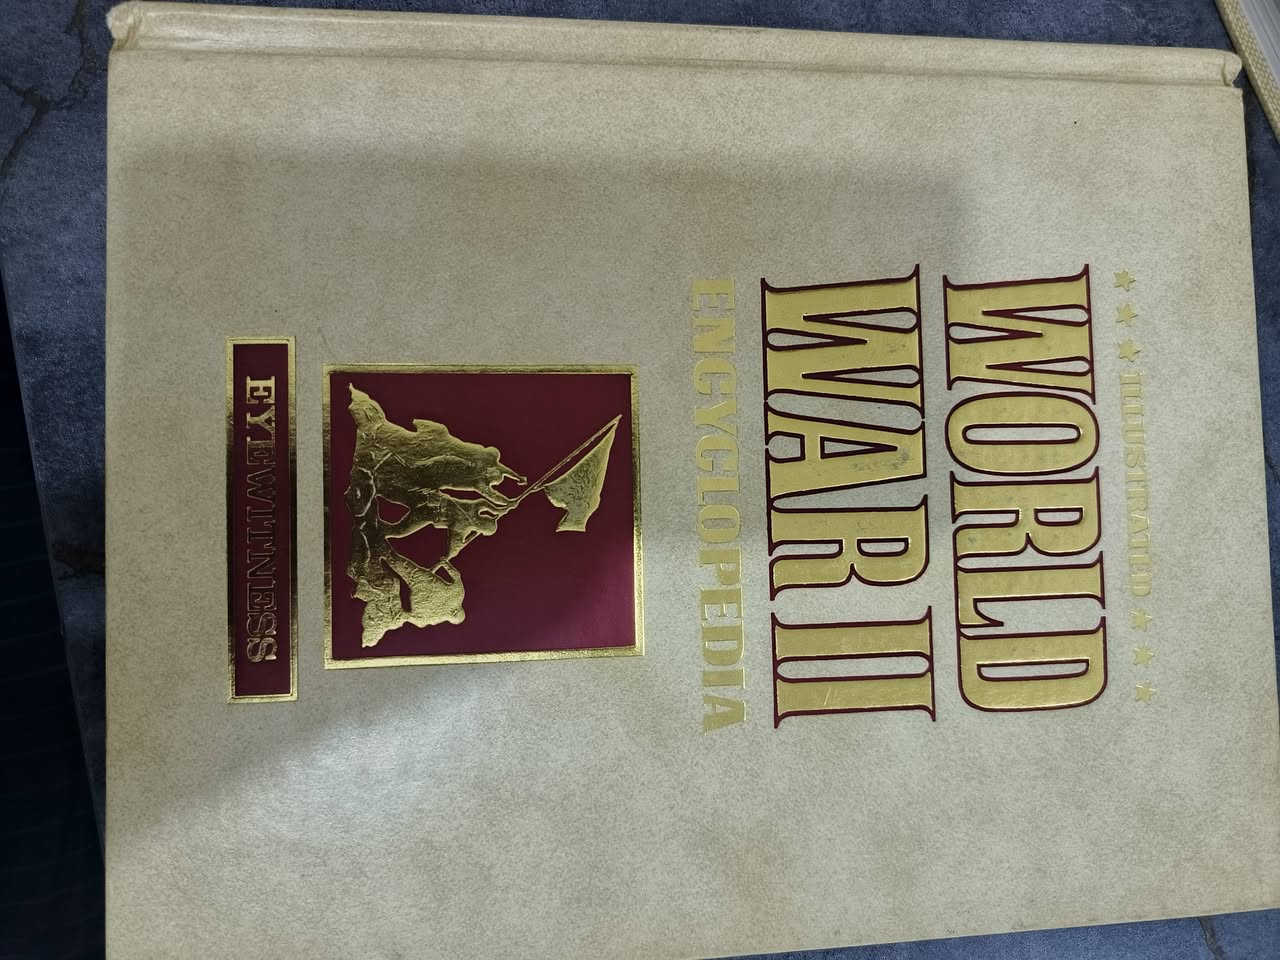 ★★★ ILLUSTRATED ★★★
WORLD
WAR II
ENCYCLOPEDIA
EYEWITNESS